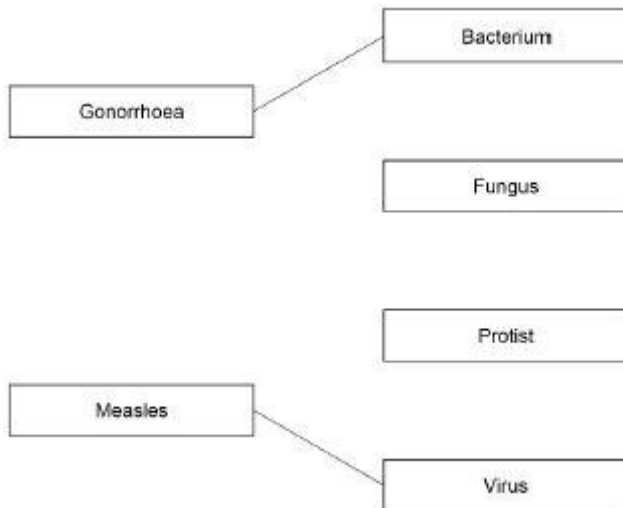 Bacterium
Gonorrhoea
Fungus
Protist
Measles
Virus